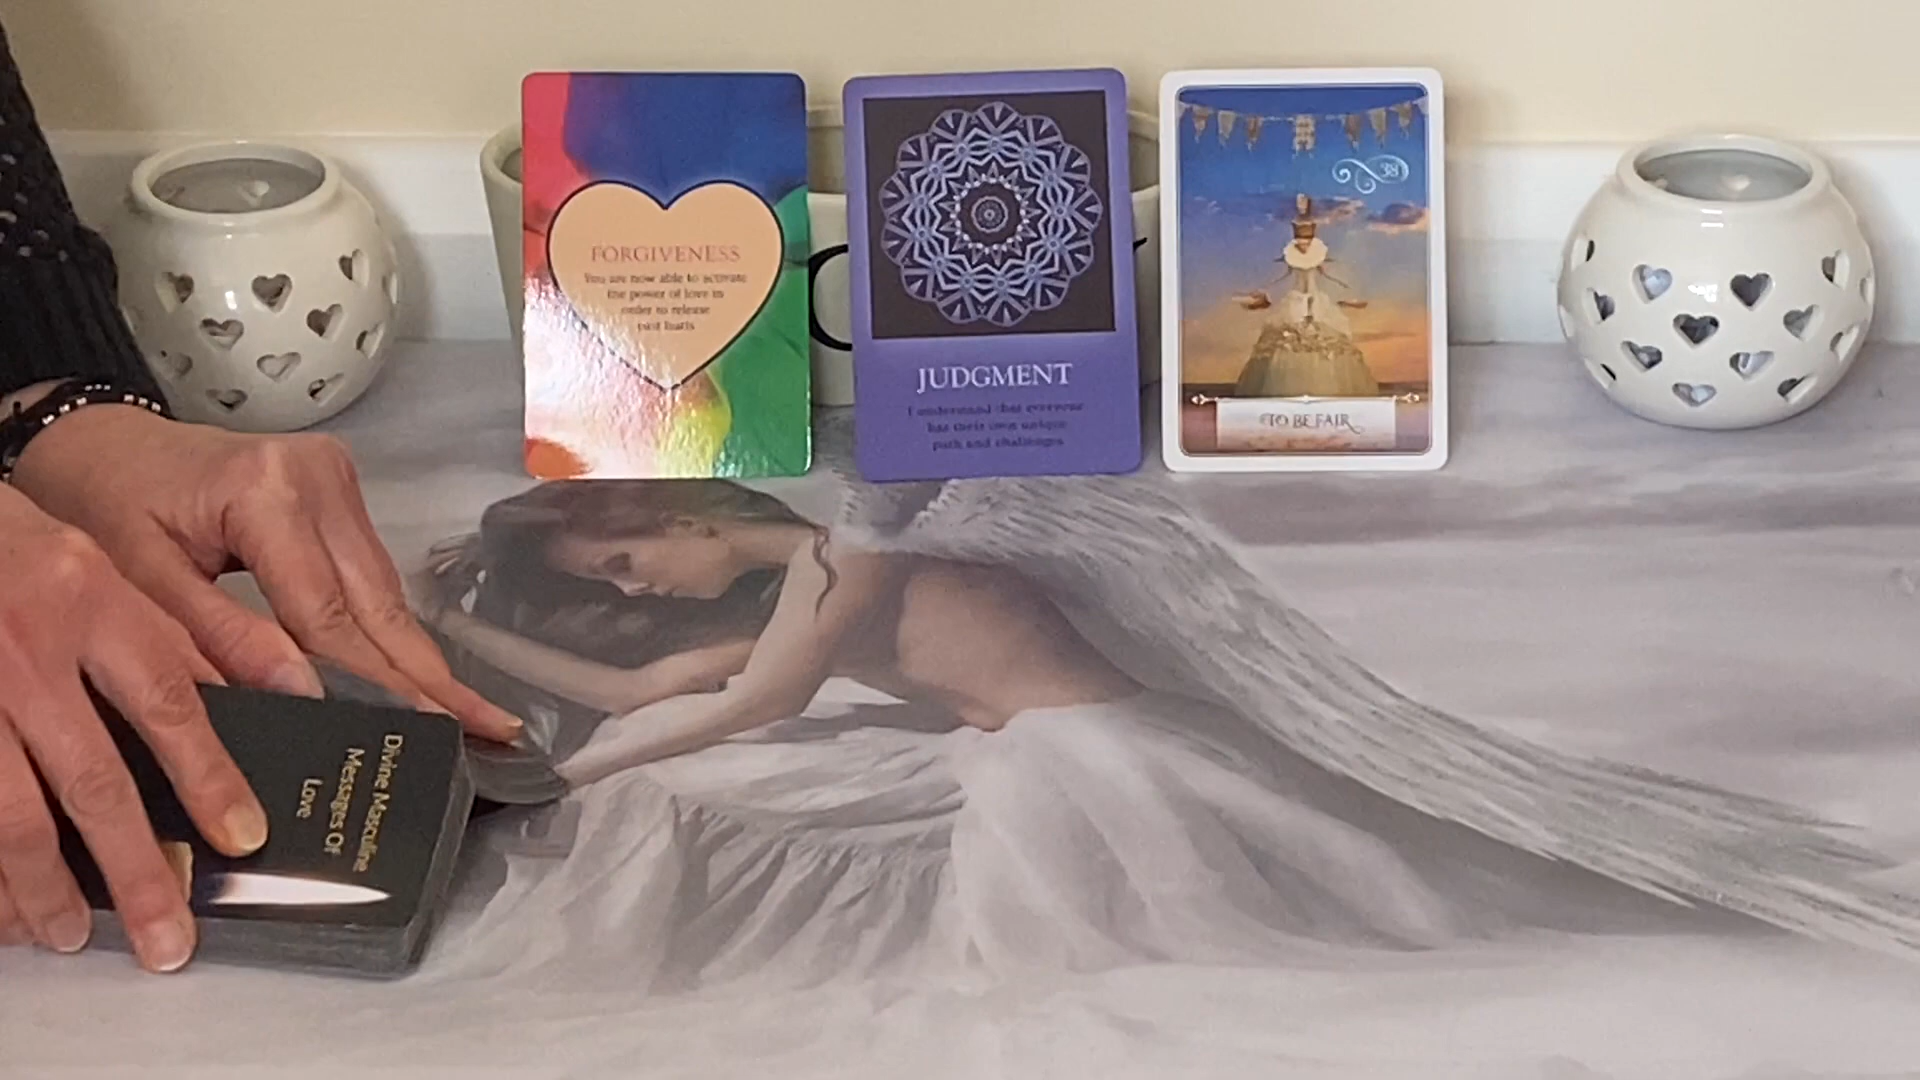 FORGIVENESS
You are now able to activate
the power of love in
order to release
past hurts
JUDGMENT
I understand that everyone
has their own unique
path and challenges
38
TO BE FAIR
Divine Masculine
Messages Of
Love